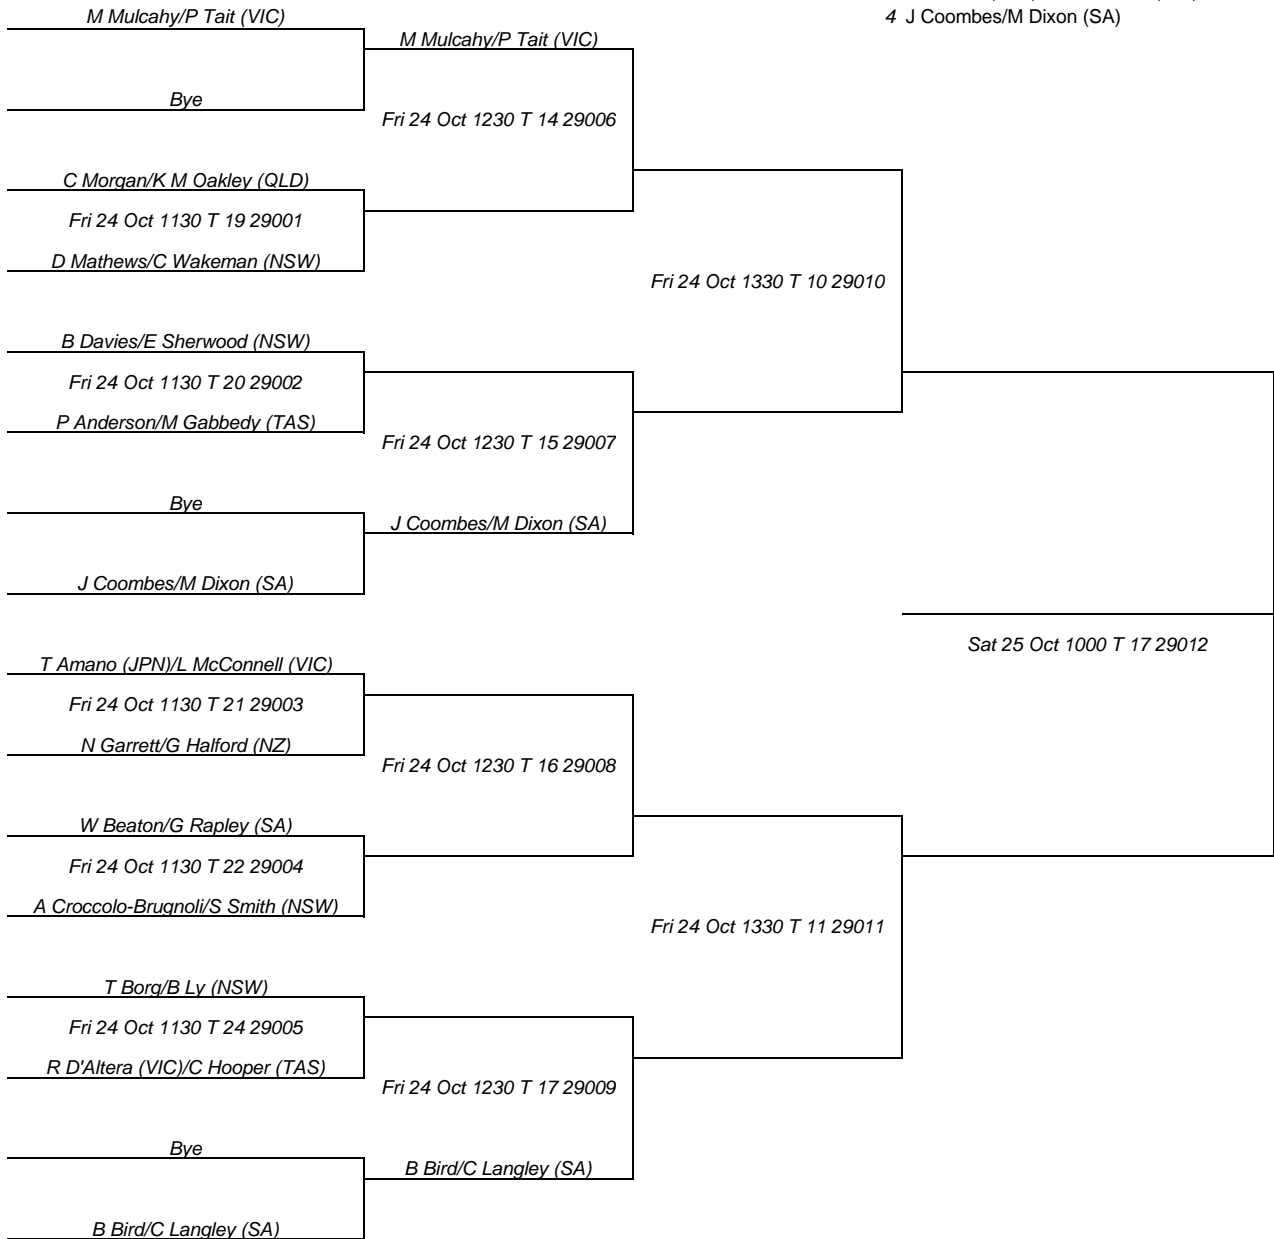 4 J Coombes/M Dixon (SA)
M Mulcahy/P Tait (VIC)
M Mulcahy/P Tait (VIC)
Bye
Fri 24 Oct 1230 T 14 29006
C Morgan/K M Oakley (QLD)
Fri 24 Oct 1130 T 19 29001
D Mathews/C Wakeman (NSW)
Fri 24 Oct 1330 T 10 29010
B Davies/E Sherwood (NSW)
Fri 24 Oct 1130 T 20 29002
P Anderson/M Gabbedy (TAS)
Fri 24 Oct 1230 T 15 29007
Bye
J Coombes/M Dixon (SA)
J Coombes/M Dixon (SA)
Sat 25 Oct 1000 T 17 29012
T Amano (JPN)/L McConnell (VIC)
Fri 24 Oct 1130 T 21 29003
N Garrett/G Halford (NZ)
Fri 24 Oct 1230 T 16 29008
W Beaton/G Rapley (SA)
Fri 24 Oct 1130 T 22 29004
A Croccolo-Brugnoli/S Smith (NSW)
Fri 24 Oct 1330 T 11 29011
T Borg/B Ly (NSW)
Fri 24 Oct 1130 T 24 29005
R D'Altera (VIC)/C Hooper (TAS)
Fri 24 Oct 1230 T 17 29009
Bye
B Bird/C Langley (SA)
B Bird/C Langley (SA)